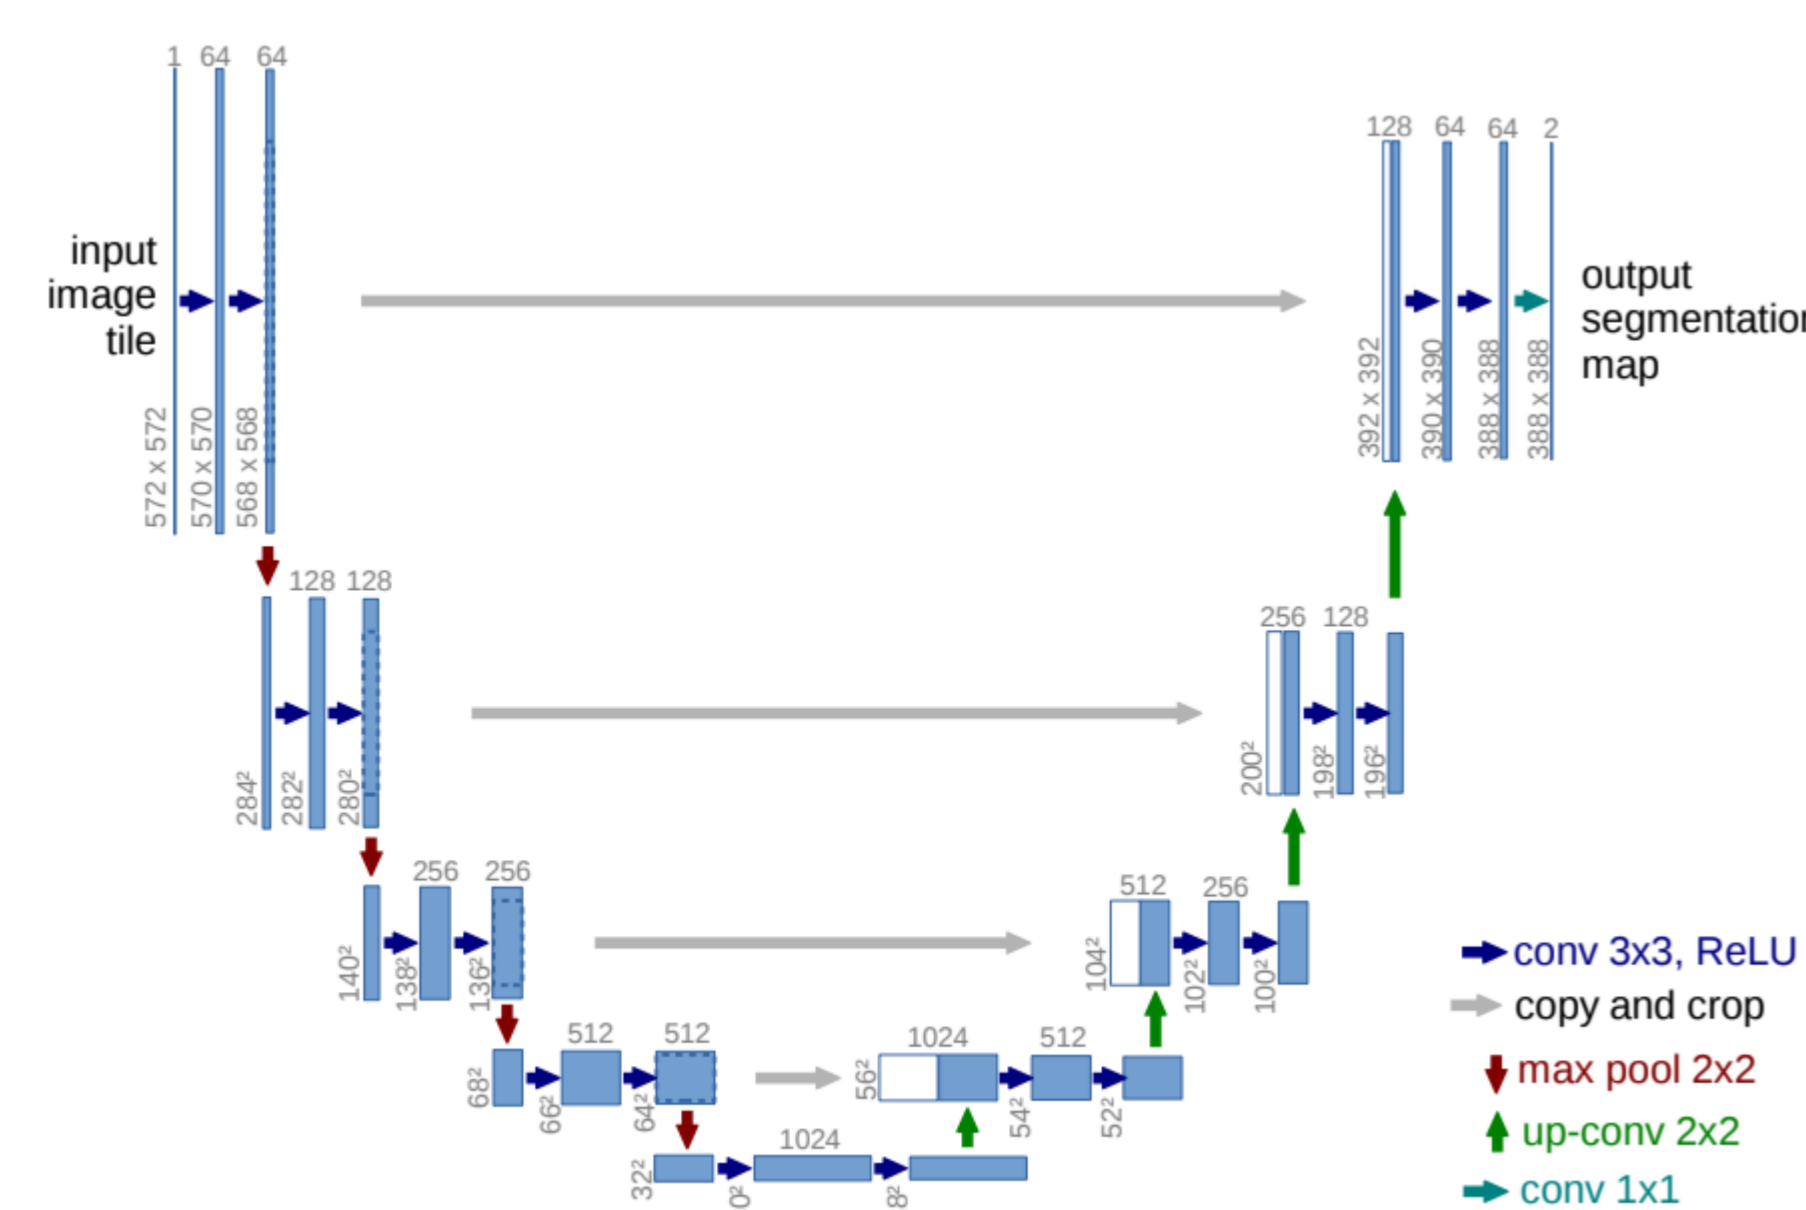 1 64 64
128 64 64 2
input
image
tile
output
segmentatio
map
572 x 572
570 x 570
568 x 568
392 x 392
390 x 390
388 x 388
388 x 388
128 128
256 128
284²
282²
280²
200²
198²
196²
256 256
512 256
140²
138²
136²
104²
102²
100²
512 512
1024 512
68²
66²
64²
56²
54²
52²
1024
32²
0²
8²
conv 3x3, ReLU
copy and crop
max pool 2x2
up-conv 2x2
conv 1x1